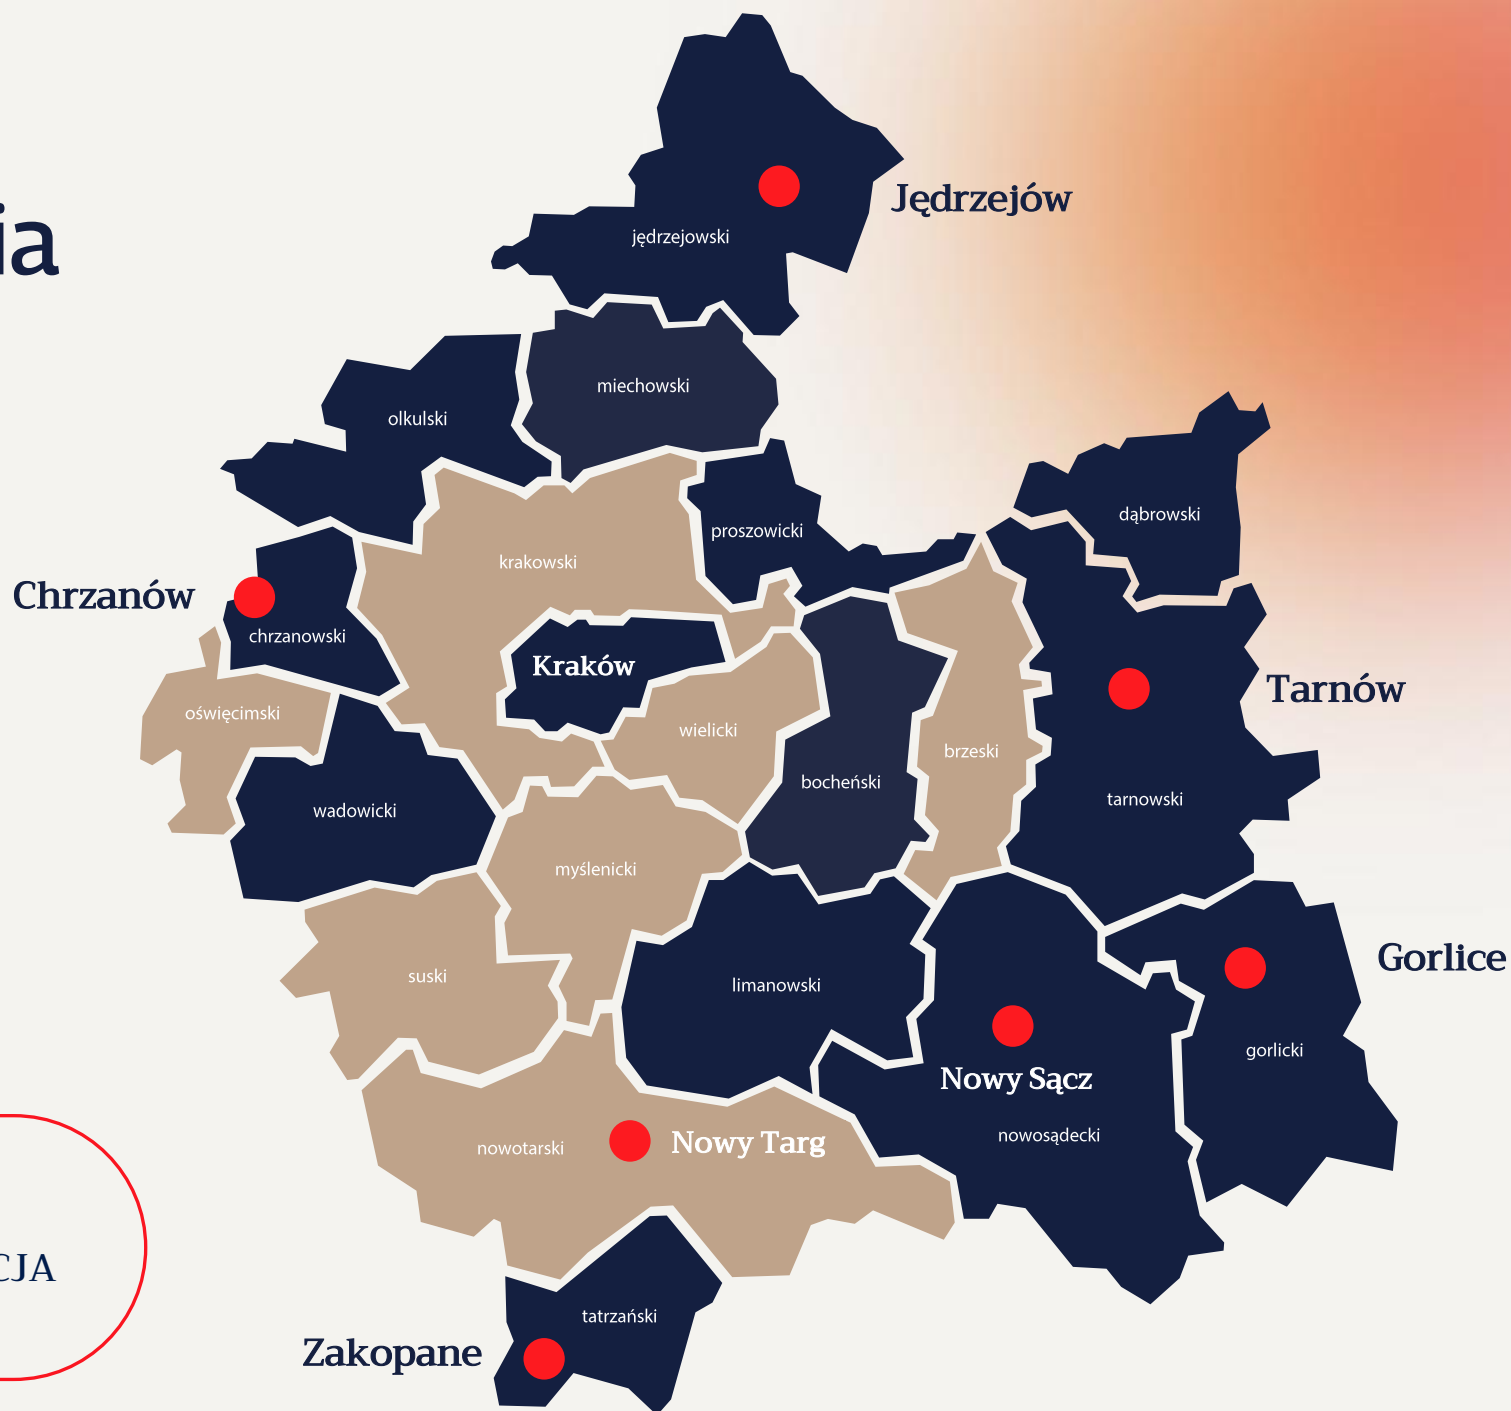 Jędrzejów
ia
jędrzejowski
miechowski
olkulski
dąbrowski
proszowicki
krakowski
Chrzanów
chrzanowski
Kraków
Tarnów
oświęcimski
wielicki
brzeski
bocheński
tarnowski
wadowicki
myślenicki
Gorlice
suski
limanowski
gorlicki
Nowy Sącz
nowosądecki
Nowy Targ
nowotarski
CJA
tatrzański
Zakopane